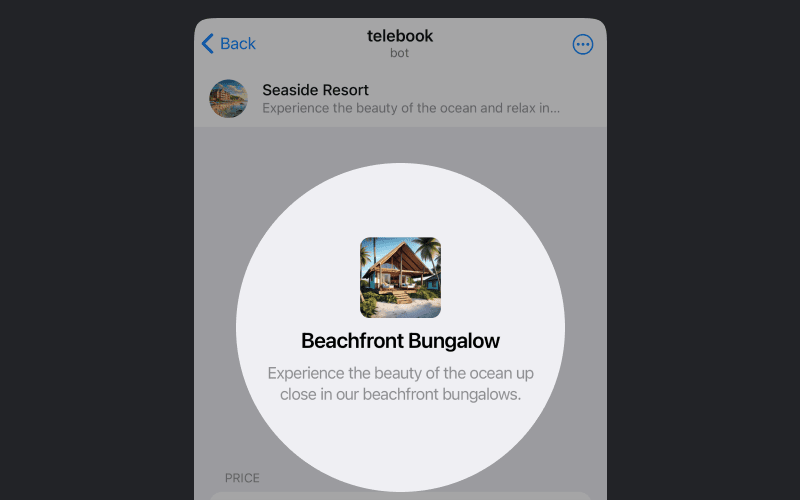 Back
telebook
bot
Seaside Resort
Experience the beauty of the ocean and relax in...
Beachfront Bungalow
Experience the beauty of the ocean up
close in our beachfront bungalows.
PRICE